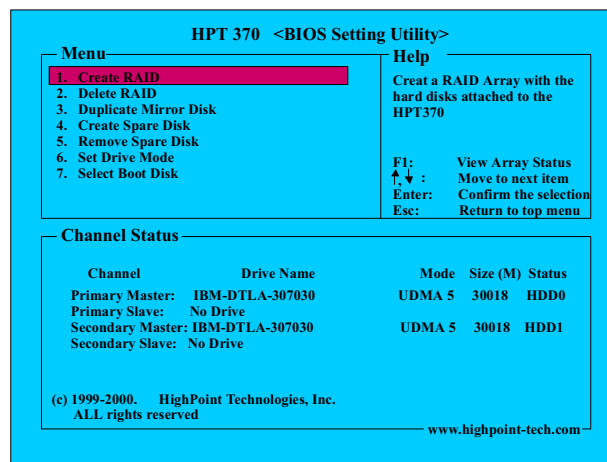 HPT 370 <BIOS Setting Utility>
Menu
1. Create RAID
2. Delete RAID
3. Duplicate Mirror Disk
4. Create Spare Disk
5. Remove Spare Disk
6. Set Drive Mode
7. Select Boot Disk
Help
Creat a RAID Array with the
hard disks attached to the
HPT370
F1: View Array Status
↑,↓ : Move to next item
Enter: Confirm the selection
Esc: Return to top menu
Channel Status
Channel Drive Name Mode Size (M) Status
Primary Master: IBM-DTLA-307030 UDMA 5 30018 HDD0
Primary Slave: No Drive
Secondary Master: IBM-DTLA-307030 UDMA 5 30018 HDD1
Secondary Slave: No Drive
(c) 1999-2000. HighPoint Technologies, Inc.
ALL rights reserved
www.highpoint-tech.com